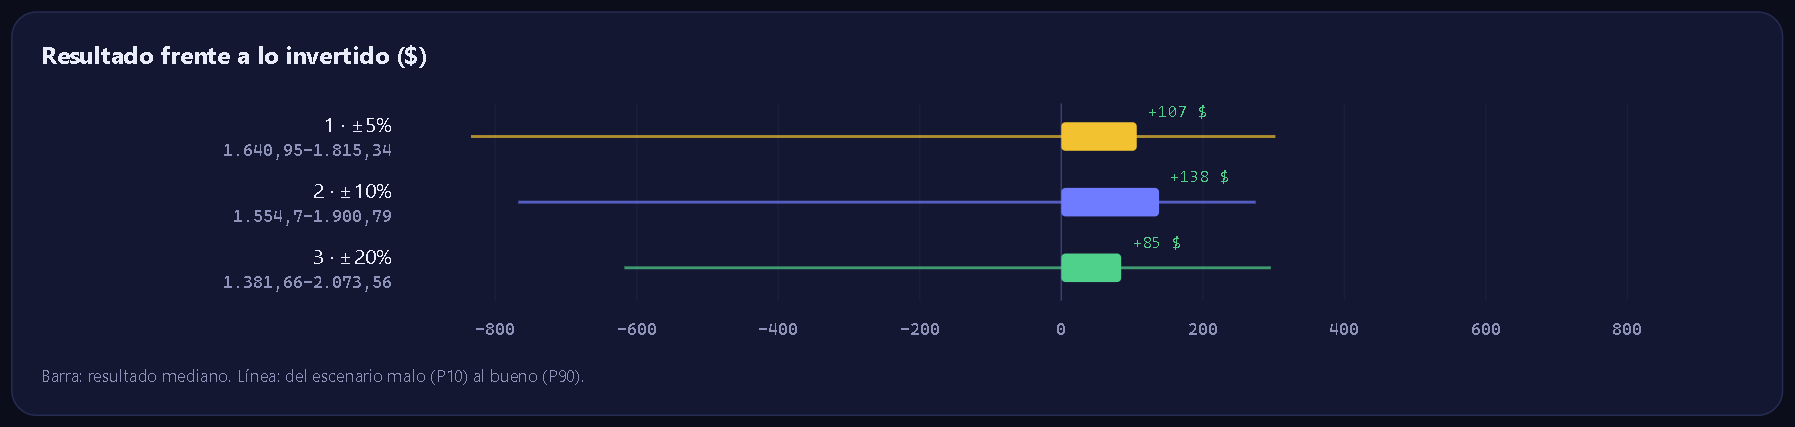 Resultado frente a lo invertido ($)
+107 $
1 · ±5%
1.640,95–1.815,34
+138 $
2 · ±10%
1.554,7–1.900,79
+85 $
3 · ±20%
1.381,66–2.073,56
-800 -600 -400 -200 0 200 400 600 800
Barra: resultado mediano. Línea: del escenario malo (P10) al bueno (P90).